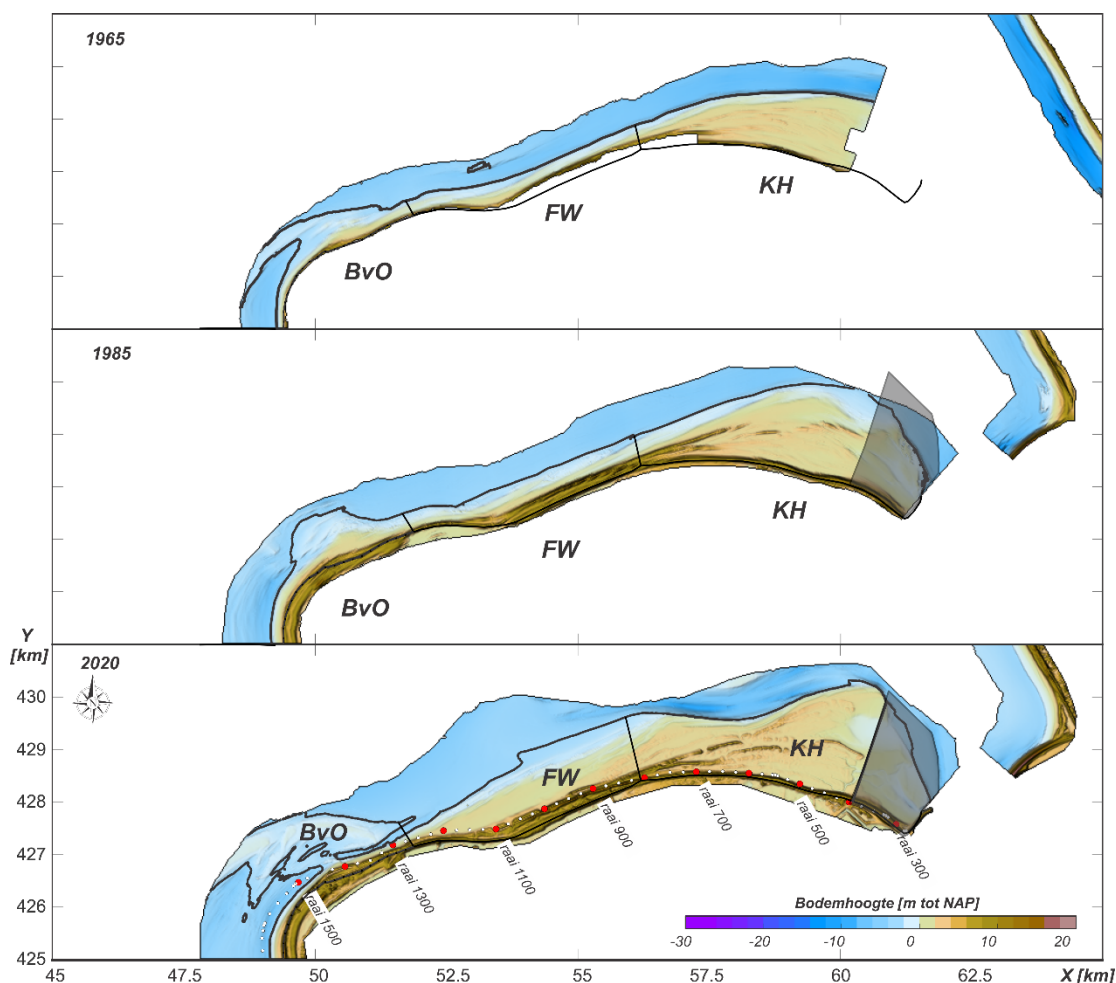 1965
KH
FW
BvO
1985
KH
FW
BvO
Y
[km]
2020
N
430
429
428
427
426
425
KH
FW
BvO
raai 300
raai 500
raai 700
raai 900
raai 1100
raai 1300
raai 1500
Bodemhoogte [m tot NAP]
-30 -20 -10 0 10 20
45 47.5 50 52.5 55 57.5 60 62.5 X [km]